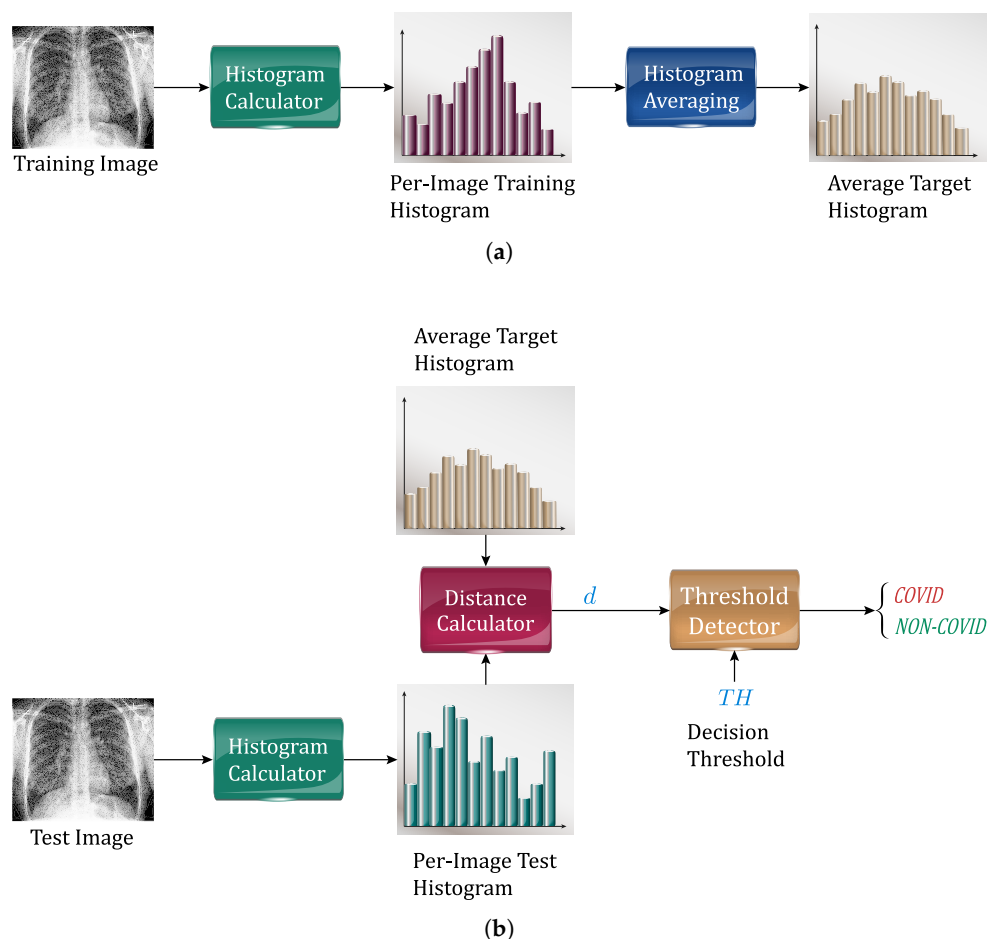 Training Image
Histogram
Calculator
Per-Image Training
Histogram
Histogram
Averaging
Average Target
Histogram
(a)
Average Target
Histogram
Distance
Calculator
d
Threshold
Detector
COVID
NON-COVID
TH
Decision
Threshold
Test Image
Histogram
Calculator
Per-Image Test
Histogram
(b)